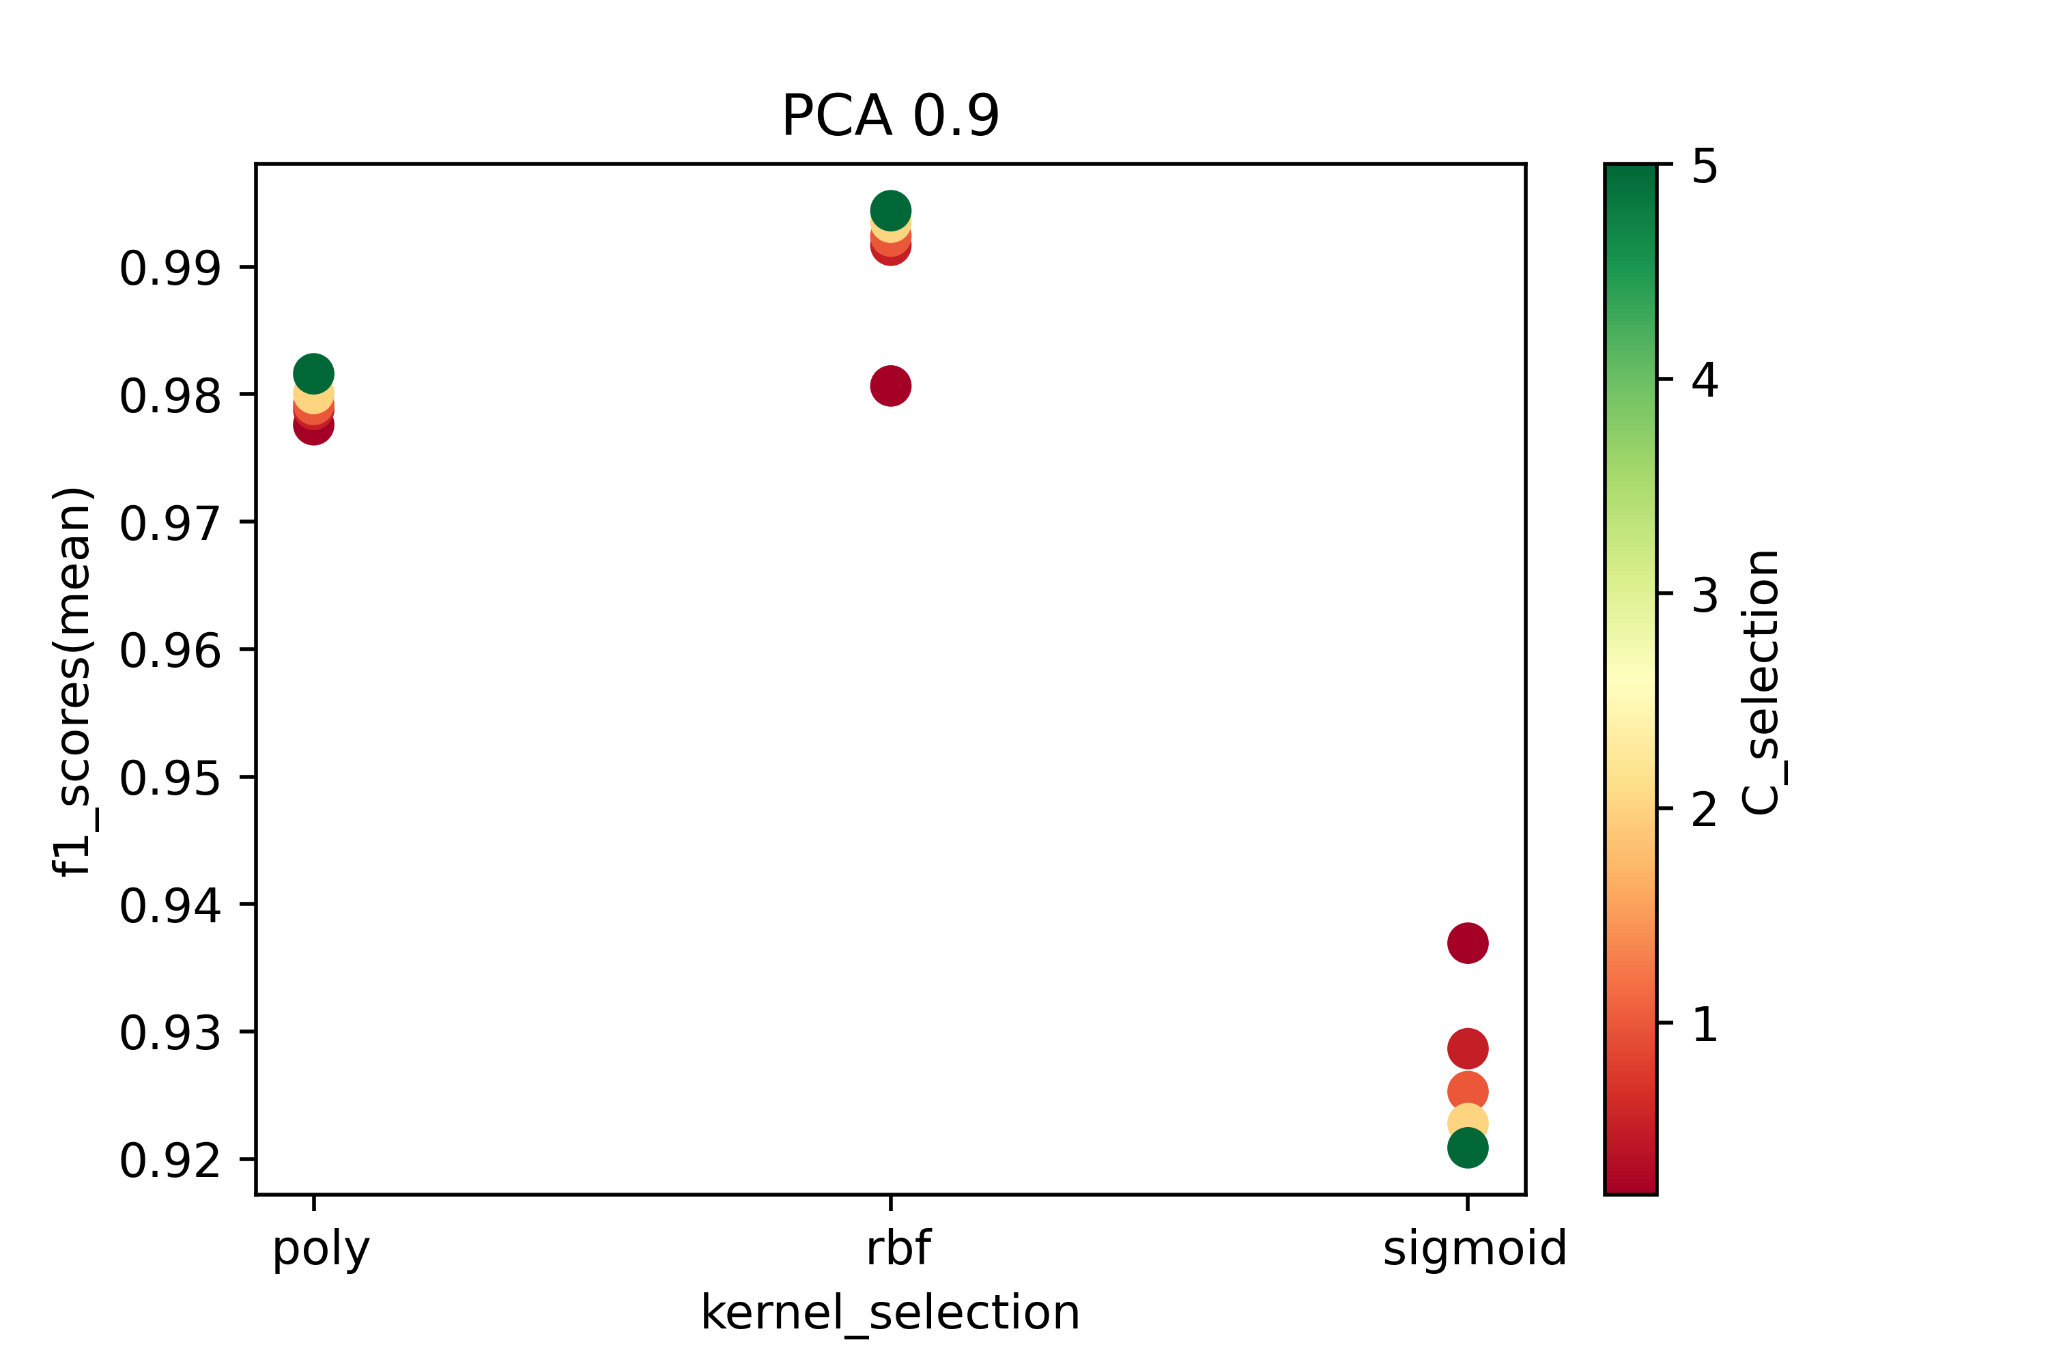 PCA 0.9
f1_scores(mean)
0.99
0.98
0.97
0.96
0.95
0.94
0.93
0.92
poly
rbf
sigmoid
kernel_selection
5
4
3
2
1
C_selection